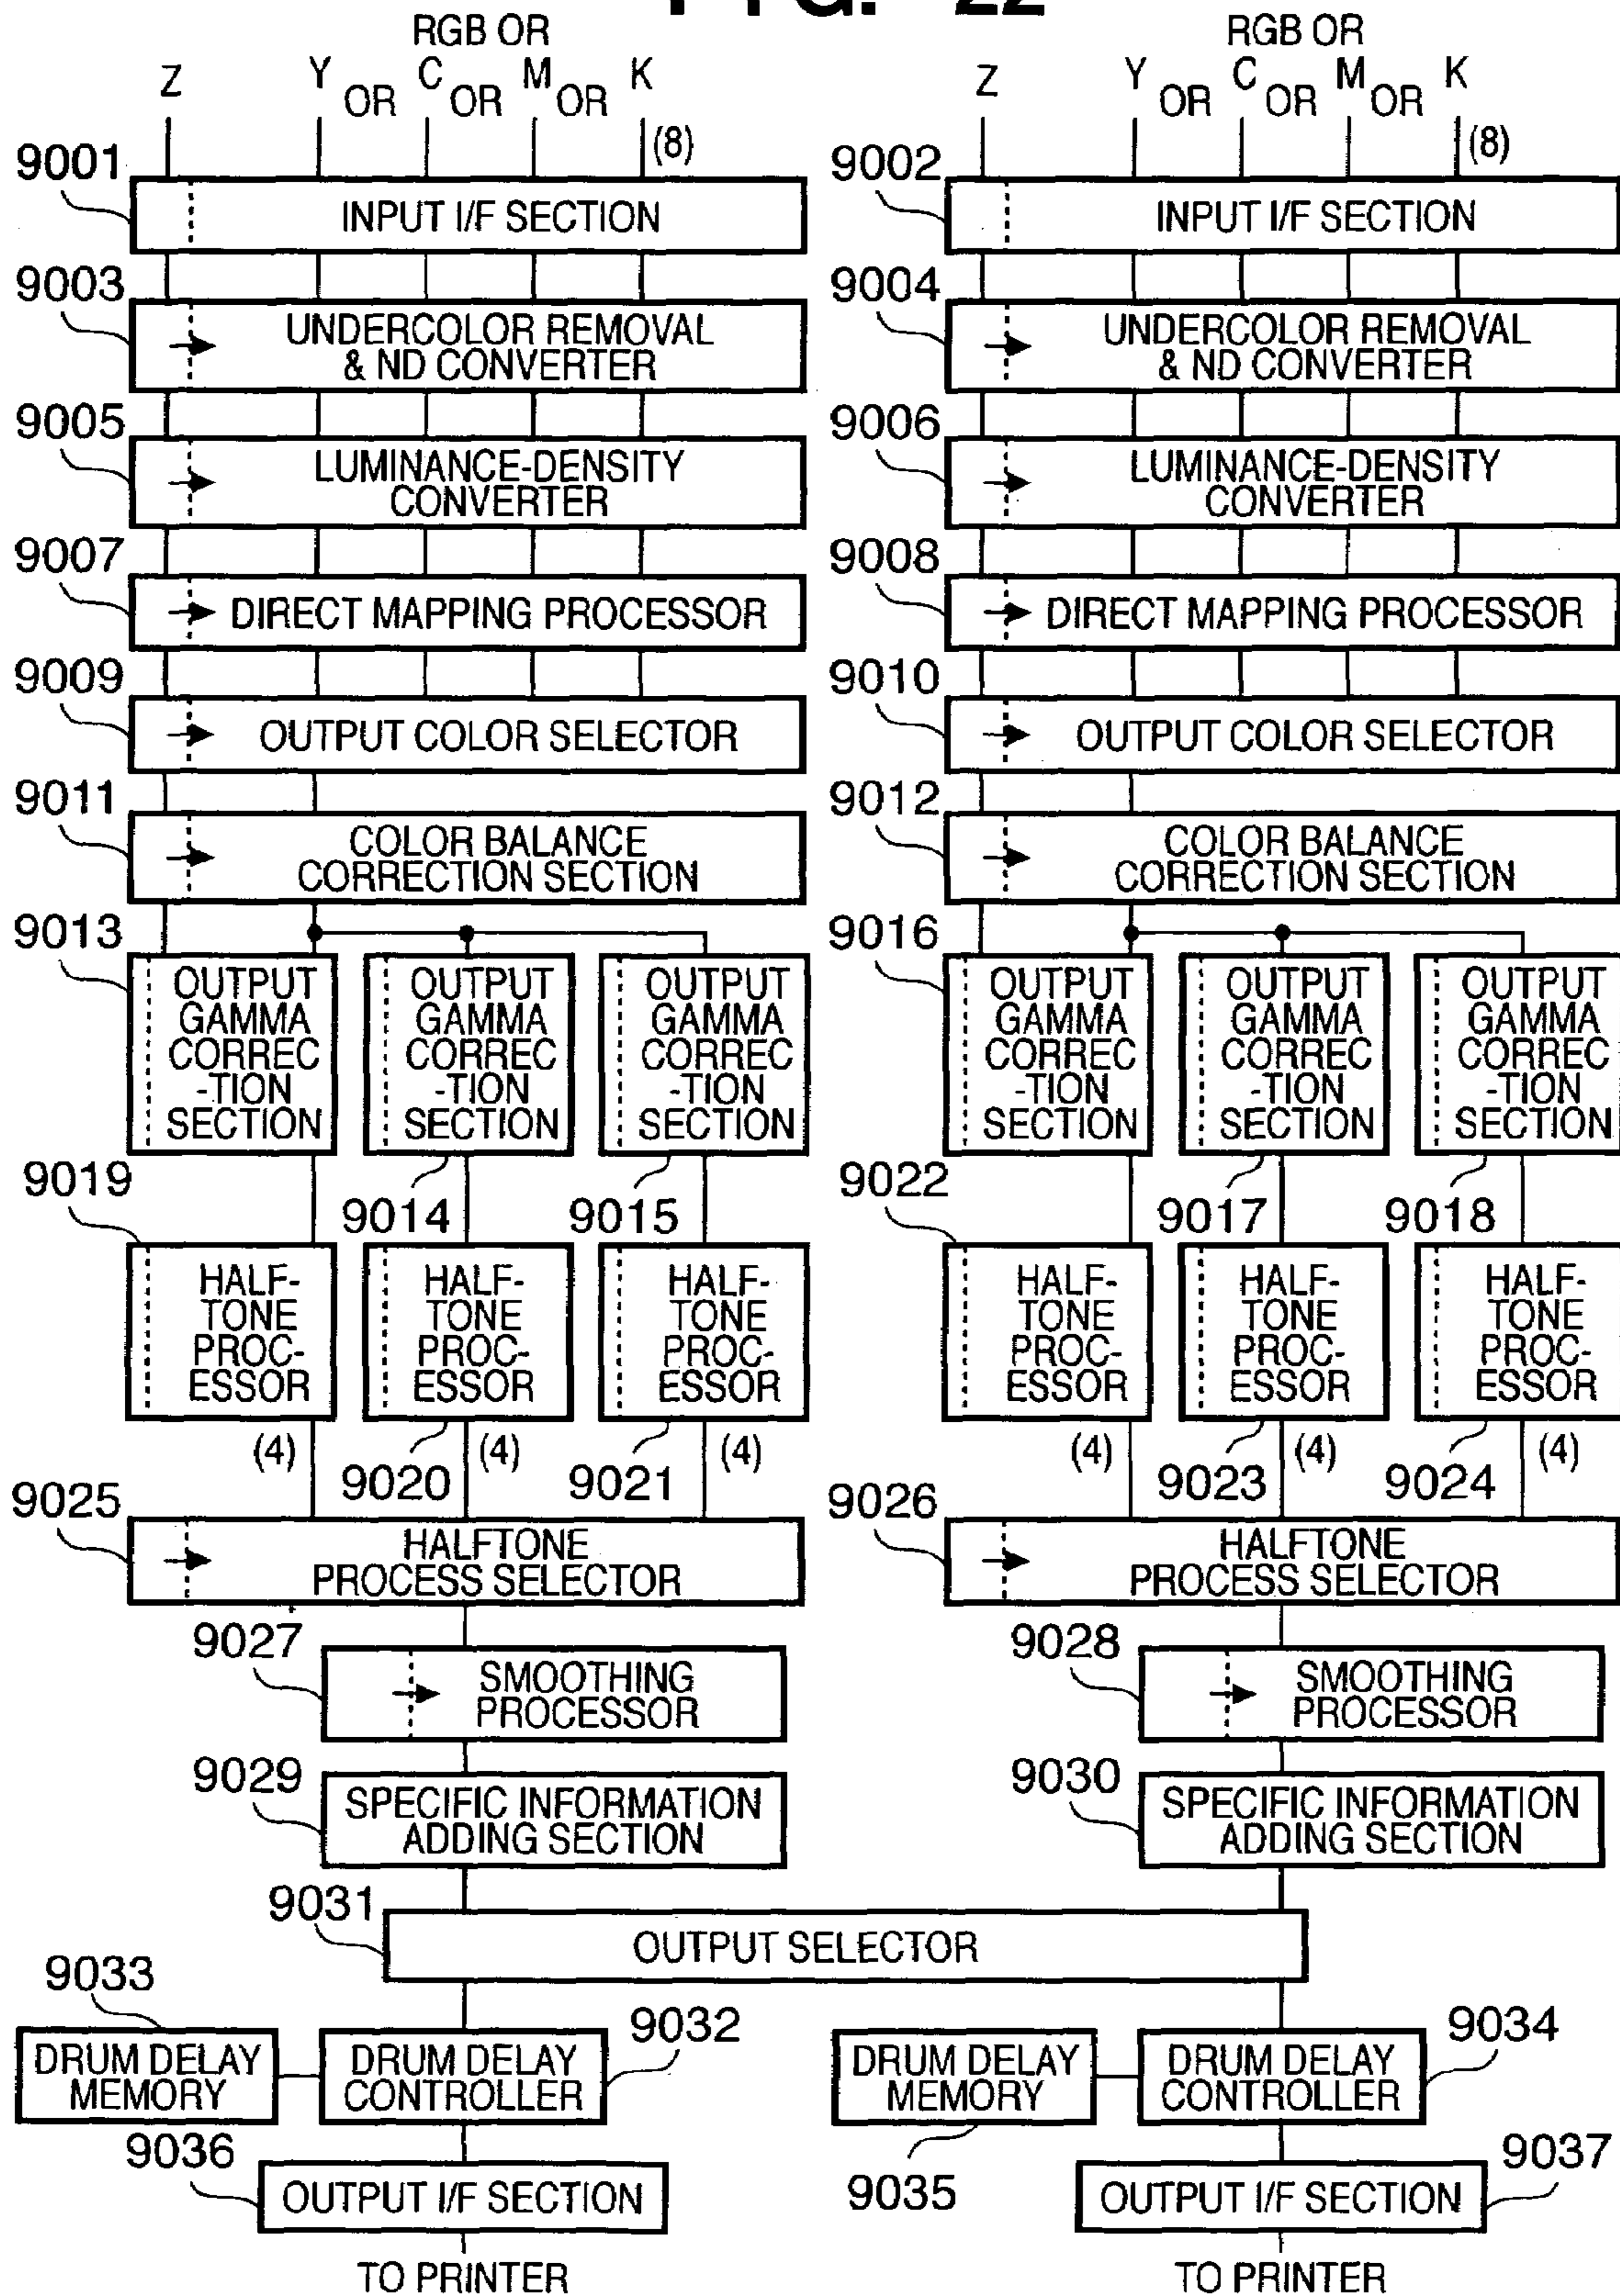 FIG. 22
RGB OR
Z Y OR C OR M OR K
(8)
9001
INPUT I/F SECTION
9003
UNDERCOLOR REMOVAL
& ND CONVERTER
9005
LUMINANCE-DENSITY
CONVERTER
9007
DIRECT MAPPING PROCESSOR
9009
OUTPUT COLOR SELECTOR
9011
COLOR BALANCE
CORRECTION SECTION
9013
OUTPUT
GAMMA
CORREC
-TION
SECTION
OUTPUT
GAMMA
CORREC
-TION
SECTION
OUTPUT
GAMMA
CORREC
-TION
SECTION
9019
9014
9015
HALF-
TONE
PROC-
ESSOR
HALF-
TONE
PROC-
ESSOR
HALF-
TONE
PROC-
ESSOR
(4)
(4)
(4)
9020
9021
9025
HALFTONE
PROCESS SELECTOR
9027
SMOOTHING
PROCESSOR
9029
SPECIFIC INFORMATION
ADDING SECTION
RGB OR
Z Y OR C OR M OR K
(8)
9002
INPUT I/F SECTION
9004
UNDERCOLOR REMOVAL
& ND CONVERTER
9006
LUMINANCE-DENSITY
CONVERTER
9008
DIRECT MAPPING PROCESSOR
9010
OUTPUT COLOR SELECTOR
9012
COLOR BALANCE
CORRECTION SECTION
9016
OUTPUT
GAMMA
CORREC
-TION
SECTION
OUTPUT
GAMMA
CORREC
-TION
SECTION
OUTPUT
GAMMA
CORREC
-TION
SECTION
9022
9017
9018
HALF-
TONE
PROC-
ESSOR
HALF-
TONE
PROC-
ESSOR
HALF-
TONE
PROC-
ESSOR
(4)
(4)
(4)
9023
9024
9026
HALFTONE
PROCESS SELECTOR
9028
SMOOTHING
PROCESSOR
9030
SPECIFIC INFORMATION
ADDING SECTION
9031
OUTPUT SELECTOR
9033
DRUM DELAY
MEMORY
9032
DRUM DELAY
CONTROLLER
9036
OUTPUT I/F SECTION
TO PRINTER
DRUM DELAY
MEMORY
9035
9034
DRUM DELAY
CONTROLLER
9037
OUTPUT I/F SECTION
TO PRINTER